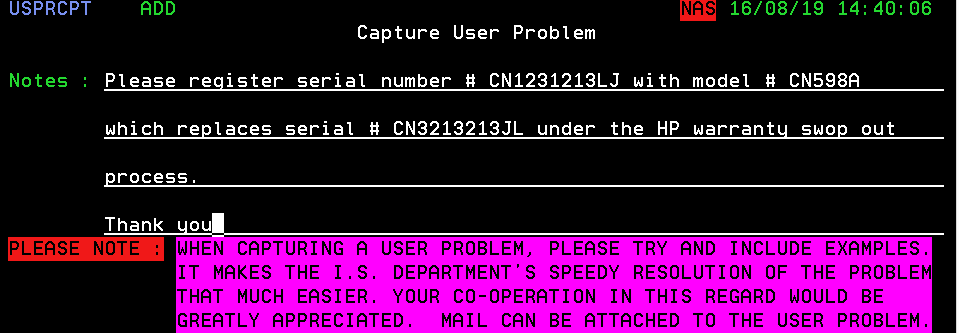 USPRCPT ADD NAS 16/08/19 14:40:06
Capture User Problem
Notes : Please register serial number # CN1231213LJ with model # CN598A
which replaces serial # CN3213213JL under the HP warranty swop out
process.
Thank you
PLEASE NOTE : WHEN CAPTURING A USER PROBLEM, PLEASE TRY AND INCLUDE EXAMPLES.
IT MAKES THE I.S. DEPARTMENT'S SPEEDY RESOLUTION OF THE PROBLEM
THAT MUCH EASIER. YOUR CO-OPERATION IN THIS REGARD WOULD BE
GREATLY APPRECIATED. MAIL CAN BE ATTACHED TO THE USER PROBLEM.